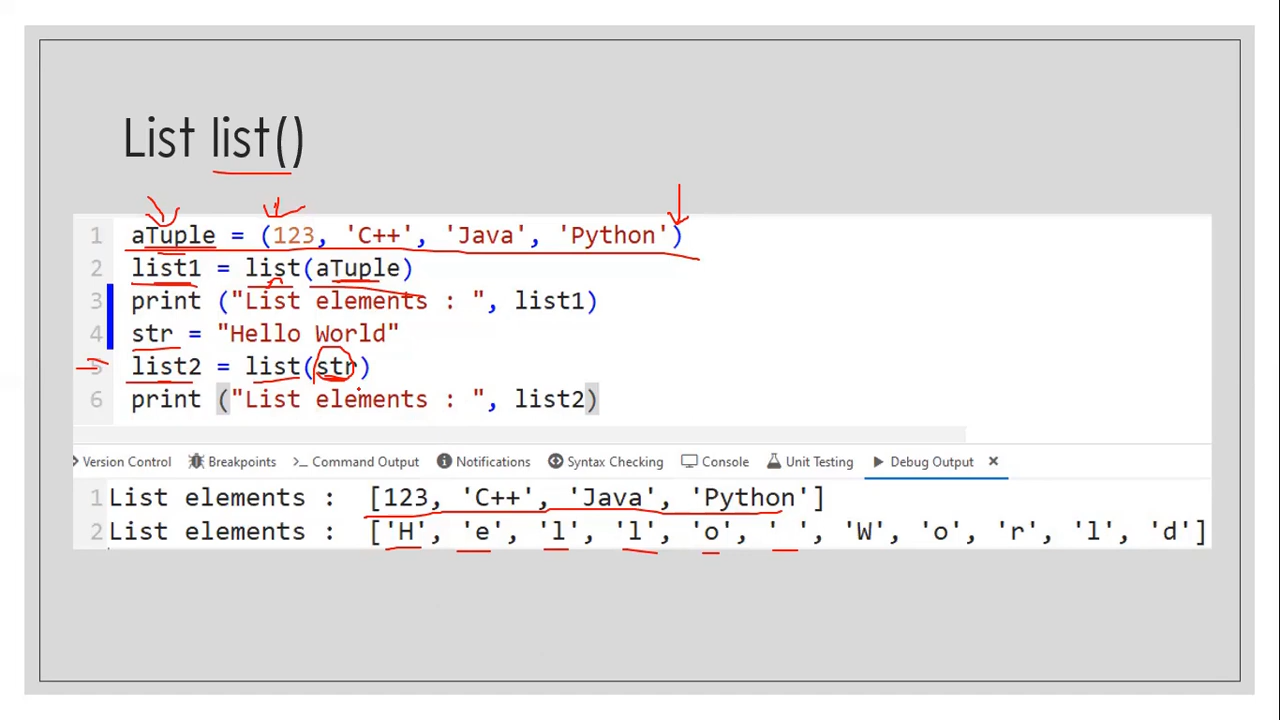 List list()
1 aTuple = (123, 'C++', 'Java', 'Python')
2 list1 = list(aTuple)
3 print ("List elements : ", list1)
4 str = "Hello World"
5 list2 = list(str)
6 print ("List elements : ", list2)
Version Control Breakpoints Command Output Notifications Syntax Checking Console Unit Testing Debug Output
1 List elements :  [123, 'C++', 'Java', 'Python']
2 List elements :  ['H', 'e', 'l', 'l', 'o', ' ', 'W', 'o', 'r', 'l', 'd']